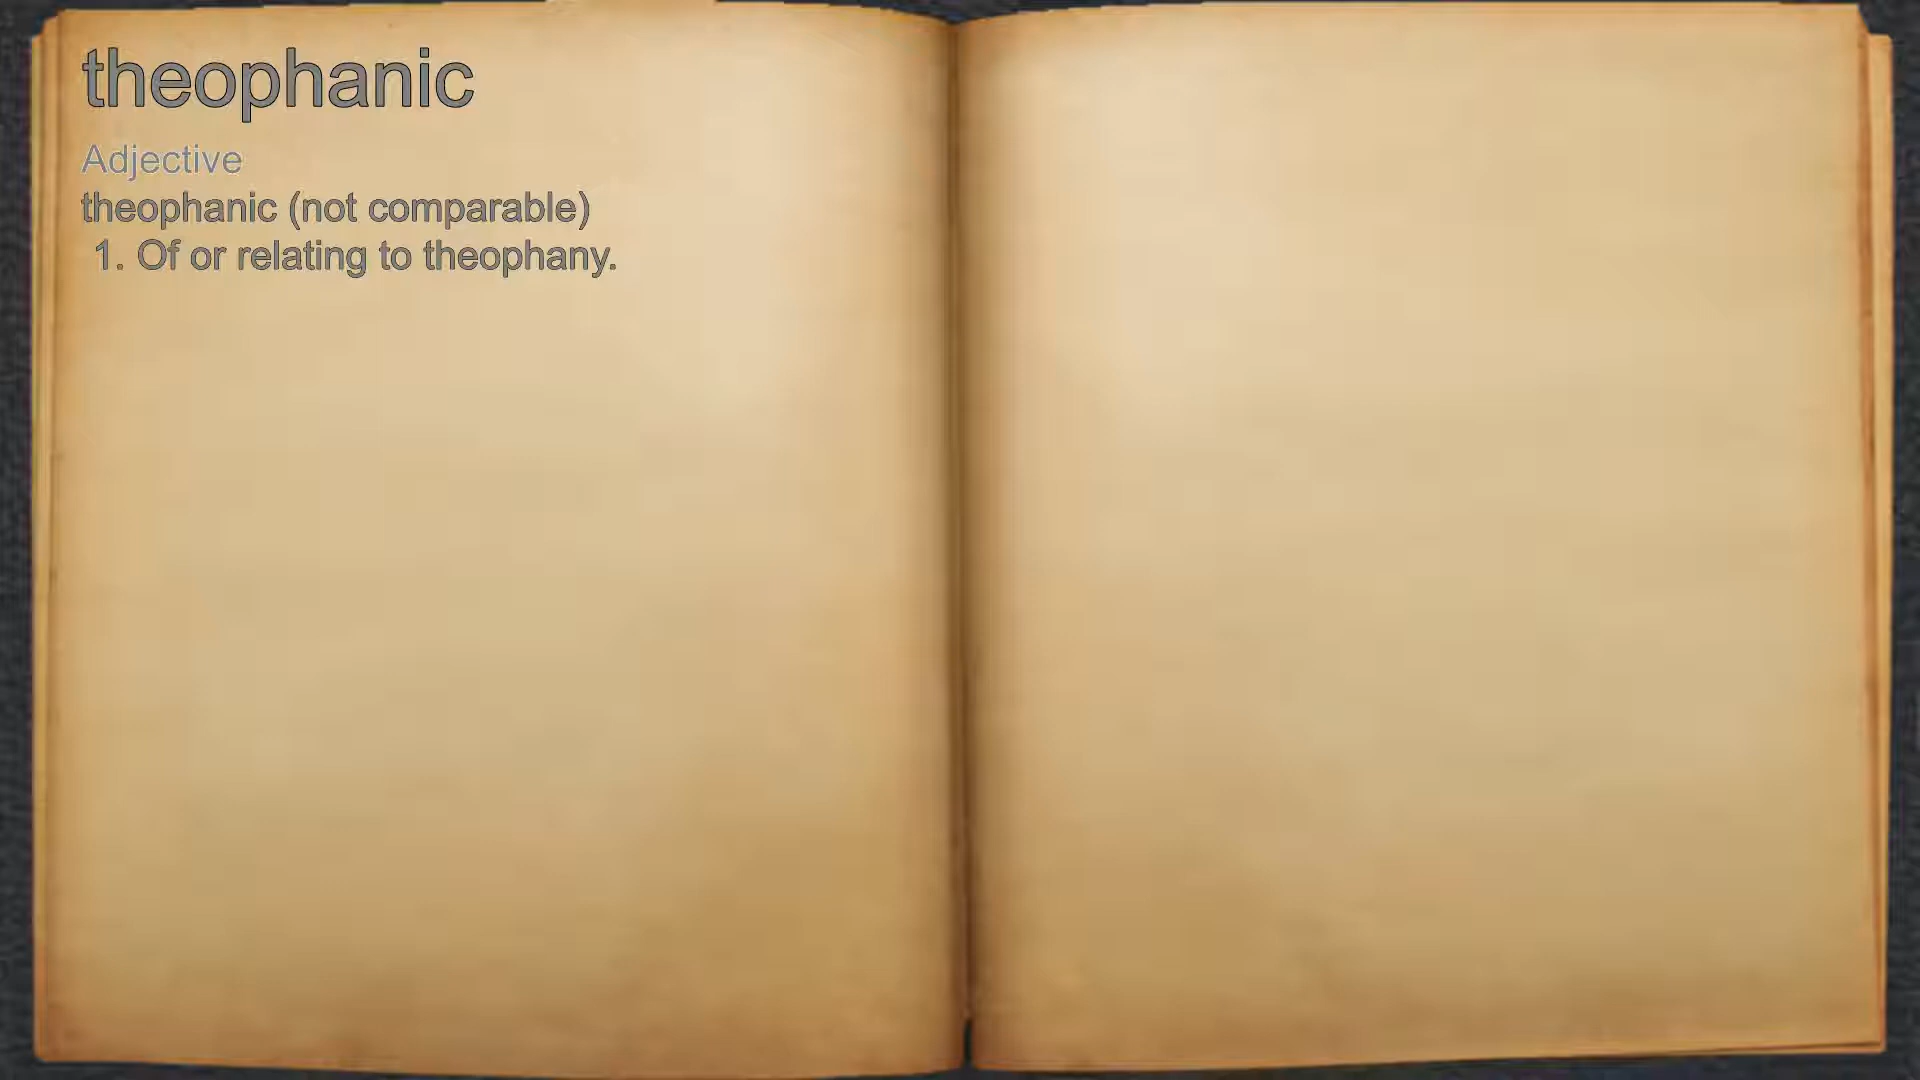 theophanic
Adjective
theophanic (not comparable)
1. Of or relating to theophany.